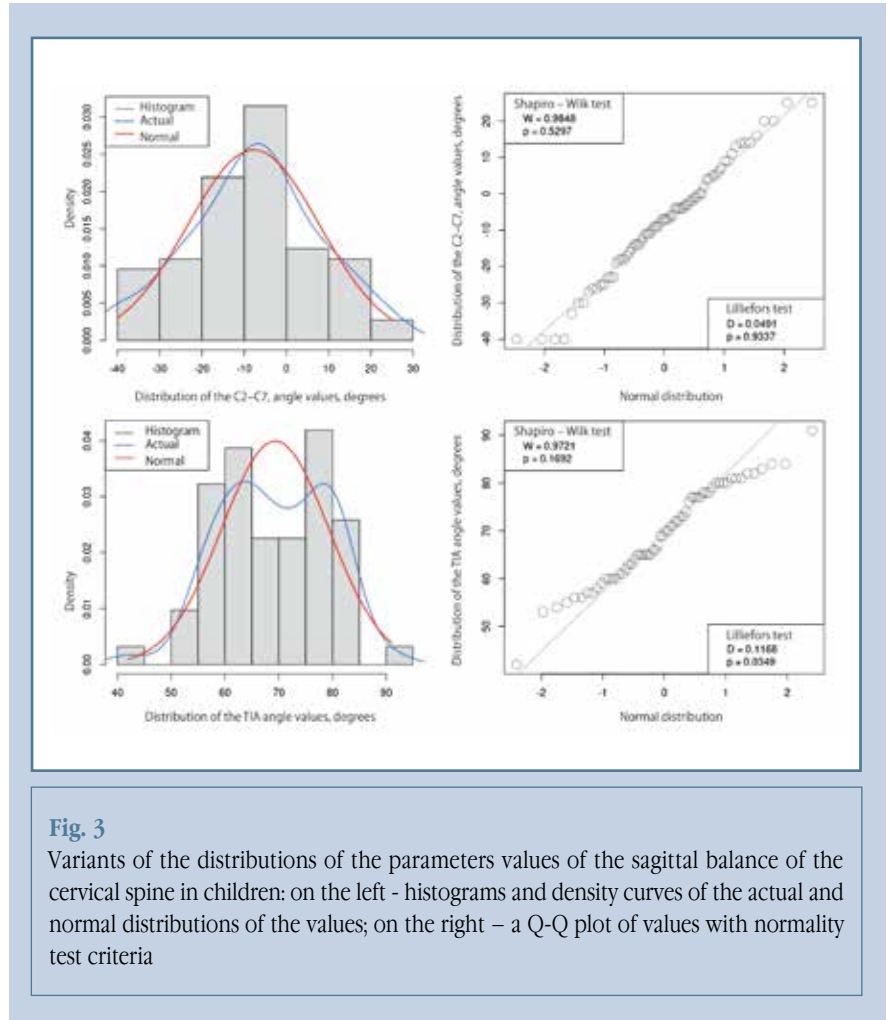 Histogram
Actual
Normal
Density
0.000
0.005
0.010
0.015
0.020
0.025
0.030
-40 -30 -20 -10 0 10 20 30
Distribution of the C2–C7, angle values, degrees
Shapiro – Wilk test
W = 0.9848
p = 0.5297
Distribution of the C2–C7, angle values, degrees
-40 -30 -20 -10 0 10 20
Lilliefors test
D = 0.0491
p = 0.9337
-2 -1 0 1 2
Normal distribution
Histogram
Actual
Normal
Density
0.00 0.01 0.02 0.03 0.04
40 50 60 70 80 90
Distribution of the TIA angle values, degrees
Shapiro – Wilk test
W = 0.9721
p = 0.1692
Distribution of the TIA angle values, degrees
50 60 70 80 90
Lilliefors test
D = 0.1168
p = 0.0349
-2 -1 0 1 2
Normal distribution
Fig. 3
Variants of the distributions of the parameters values of the sagittal balance of the
cervical spine in children: on the left - histograms and density curves of the actual and
normal distributions of the values; on the right – a Q-Q plot of values with normality
test criteria